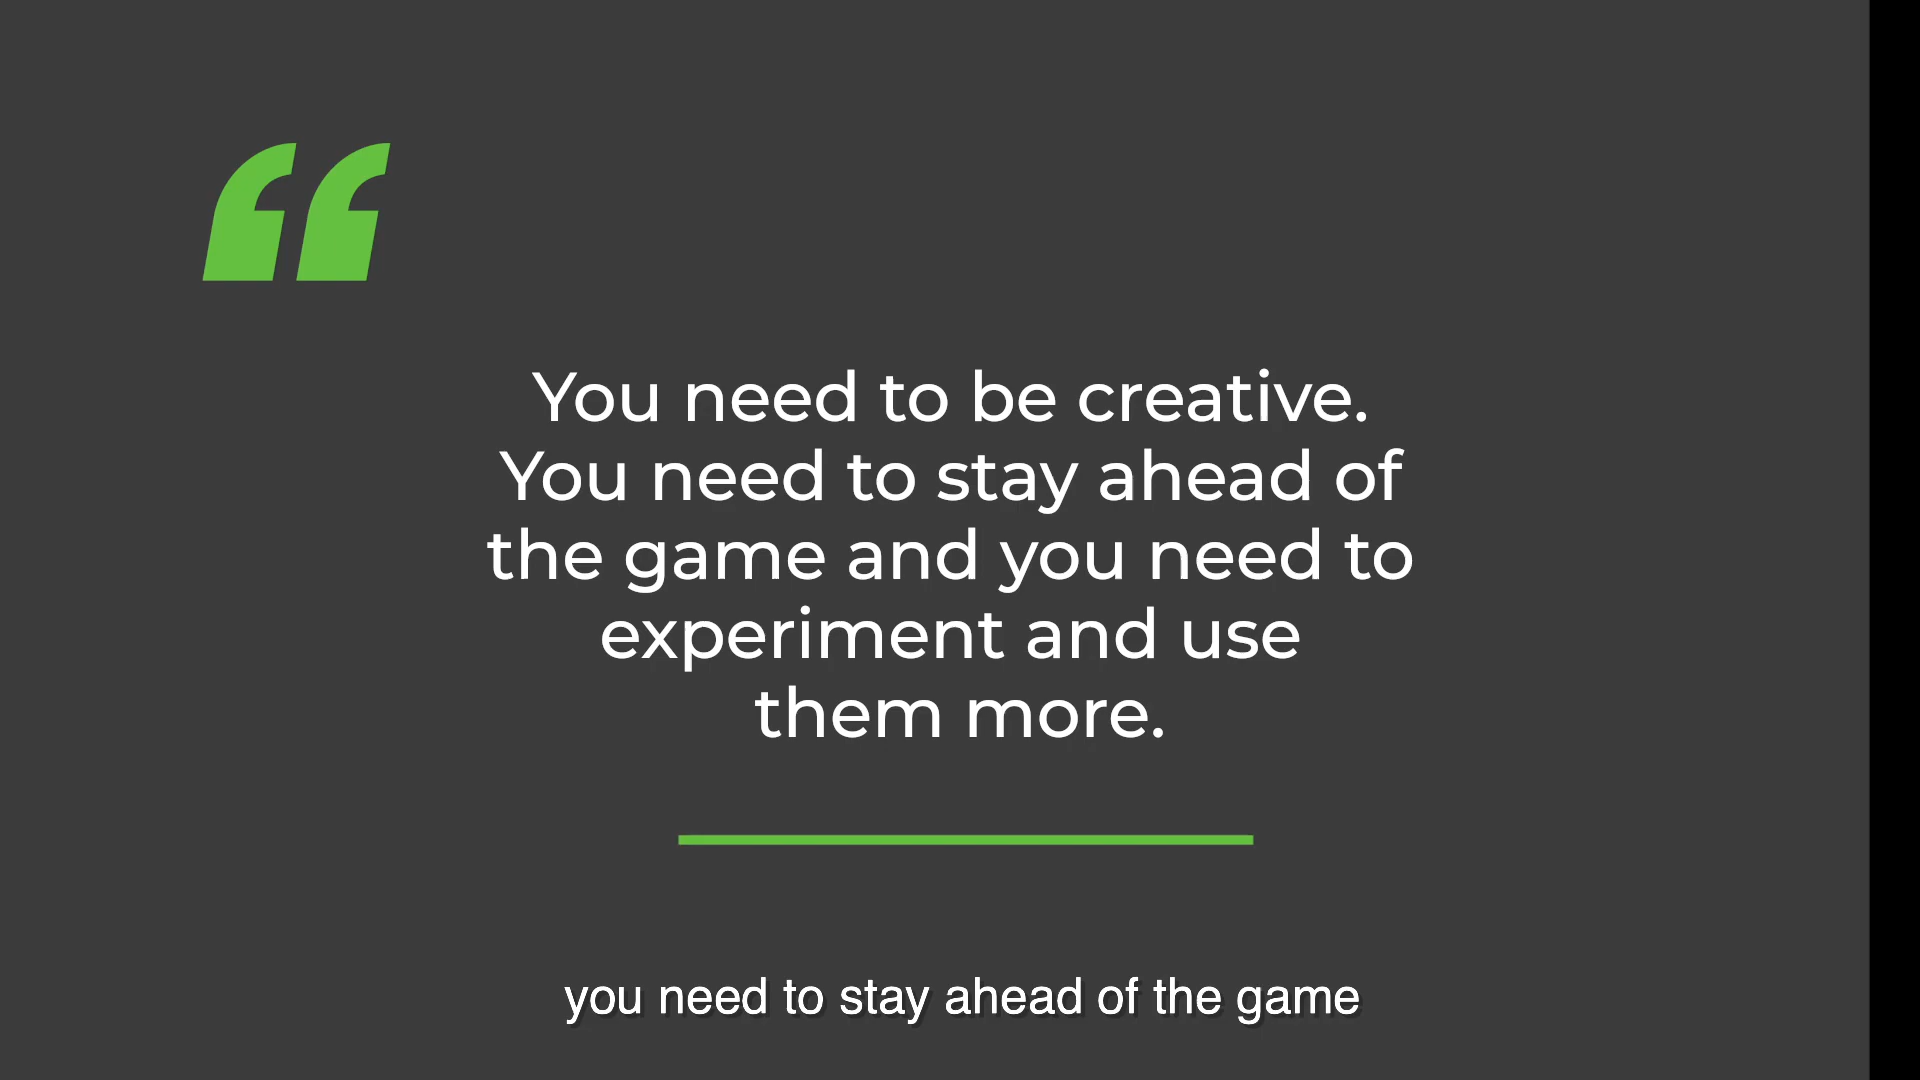 “
You need to be creative.
You need to stay ahead of
the game and you need to
experiment and use
them more.
you need to stay ahead of the game